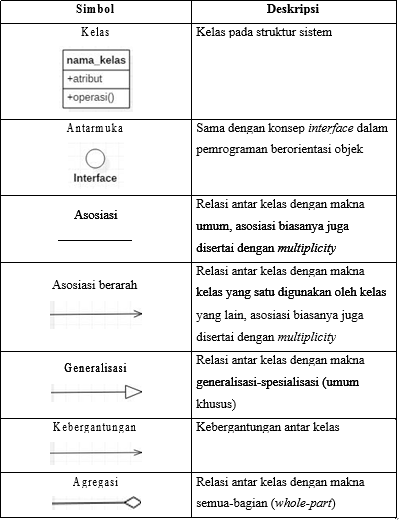 Simbol
Deskripsi
Kelas
nama_kelas
+atribut
+operasi()
Kelas pada struktur sistem
Antarmuka
Interface
Sama dengan konsep interface dalam
pemrograman berorientasi objek
Asosiasi
Relasi antar kelas dengan makna
umum, asosiasi biasanya juga
disertai dengan multiplicity
Asosiasi berarah
Relasi antar kelas dengan makna
kelas yang satu digunakan oleh kelas
yang lain, asosiasi biasanya juga
disertai dengan multiplicity
Generalisasi
Relasi antar kelas dengan makna
generalisasi-spesialisasi (umum
khusus)
Kebergantungan
Kebergantungan antar kelas
Agregasi
Relasi antar kelas dengan makna
semua-bagian (whole-part)